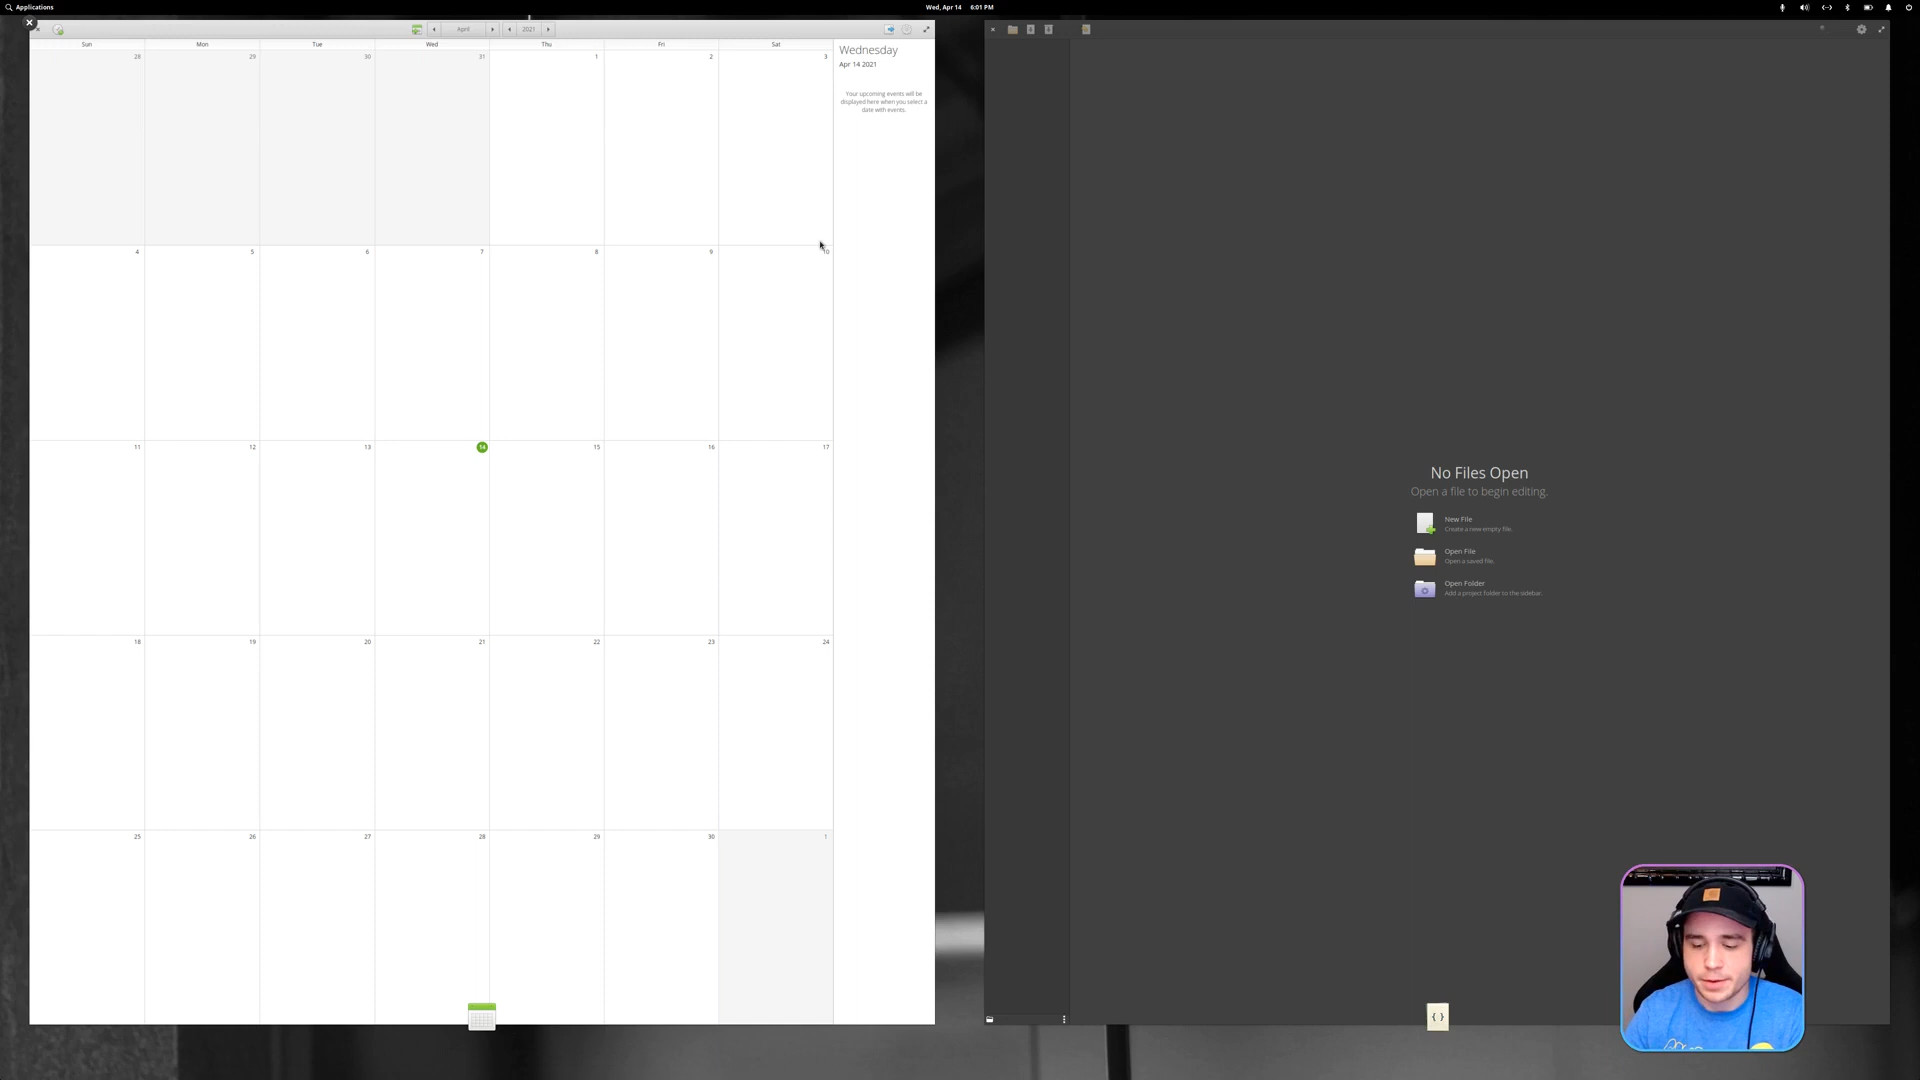 Applications
Wed, Apr 14 6:01 PM
April 2021
Sun Mon Tue Wed Thu Fri Sat
28 29 30 31 1 2 3
4 5 6 7 8 9 10
11 12 13 14 15 16 17
18 19 20 21 22 23 24
25 26 27 28 29 30 1
Wednesday
Apr 14 2021
Your upcoming events will be
displayed here when you select a
date with events.
No Files Open
Open a file to begin editing.
New File
Create a new empty file.
Open File
Open a saved file.
Open Folder
Add a project folder to the sidebar.
{ }